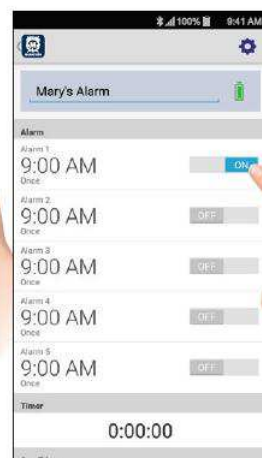 100% 9:41 AM
Mary's Alarm
Alarm
Alarm 1
9:00 AM
ON
Once
Alarm 2
9:00 AM
OFF
Once
Alarm 3
9:00 AM
OFF
Once
Alarm 4
9:00 AM
OFF
Once
Alarm 5
9:00 AM
OFF
Once
Timer
0:00:00